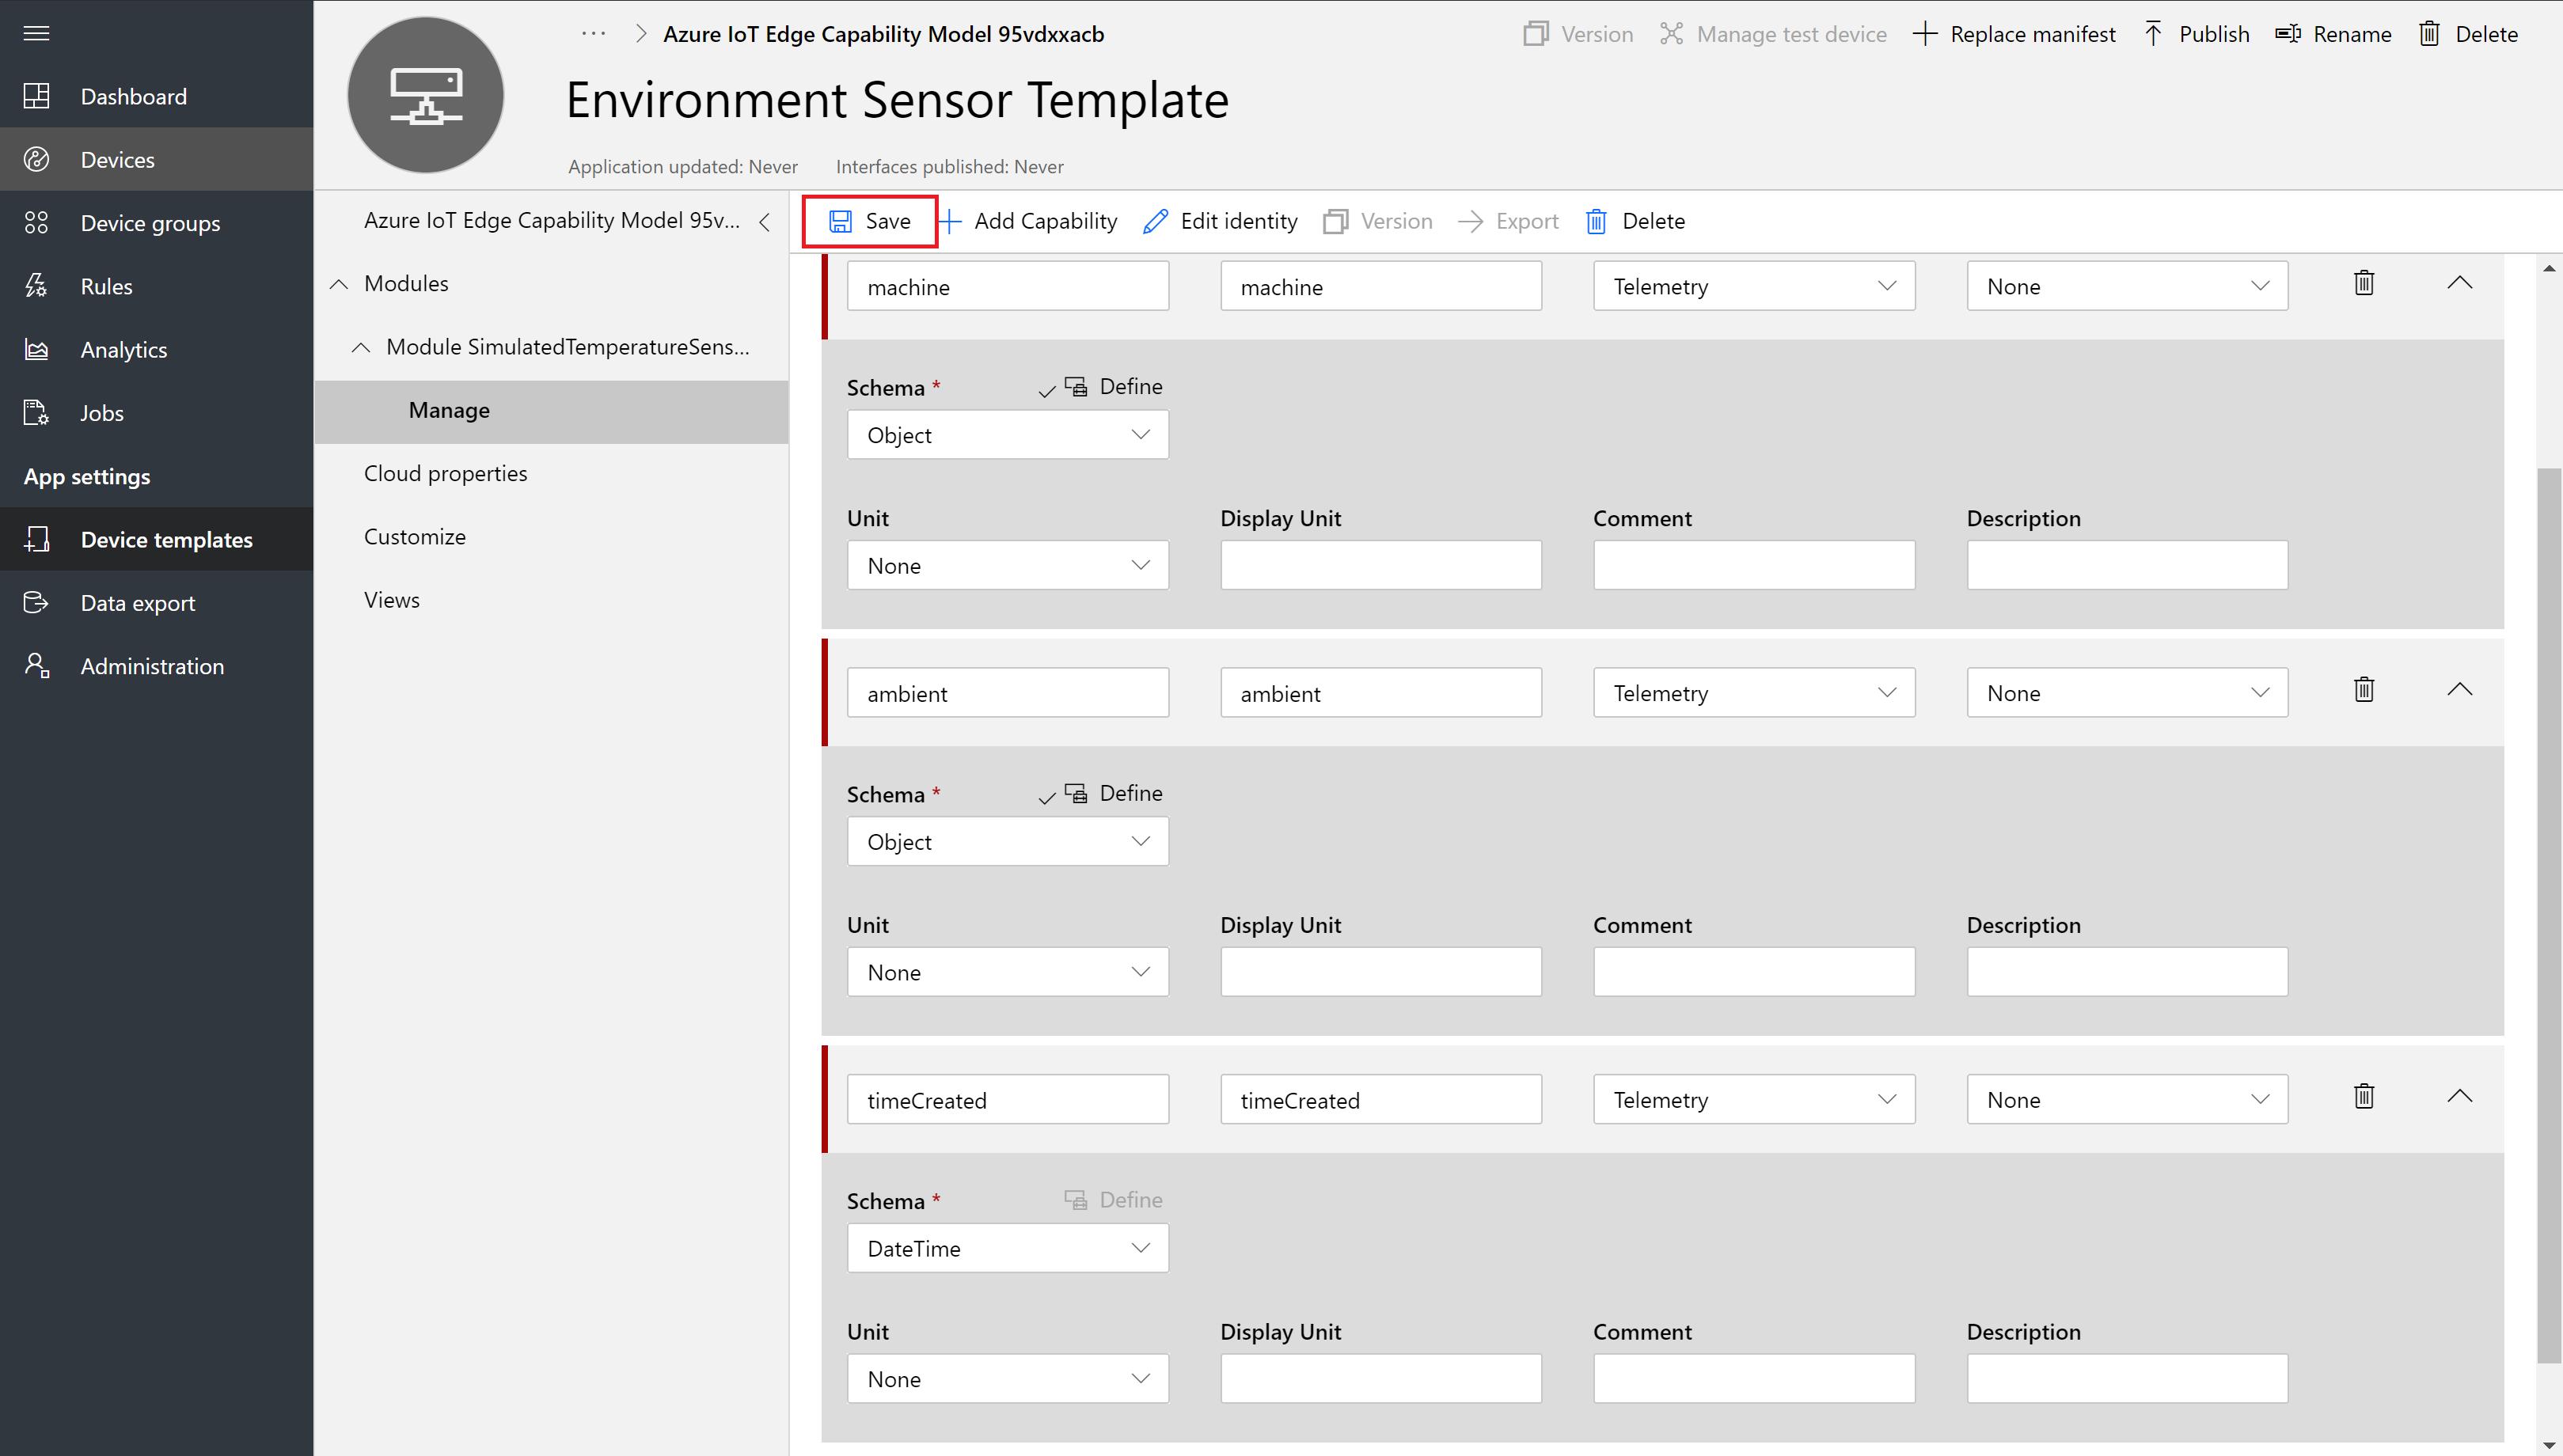 Dashboard
Devices
Device groups
Rules
Analytics
Jobs
App settings
Device templates
Data export
Administration
··· > Azure IoT Edge Capability Model 95vdxxacb
Version Manage test device Replace manifest Publish Rename Delete
Environment Sensor Template
Application updated: Never Interfaces published: Never
Azure IoT Edge Capability Model 95v...
Modules
Module SimulatedTemperatureSens...
Manage
Cloud properties
Customize
Views
Save Add Capability Edit identity Version Export Delete
machine machine Telemetry None
Schema * Define
Object
Unit Display Unit Comment Description
None
ambient ambient Telemetry None
Schema * Define
Object
Unit Display Unit Comment Description
None
timeCreated timeCreated Telemetry None
Schema * Define
DateTime
Unit Display Unit Comment Description
None